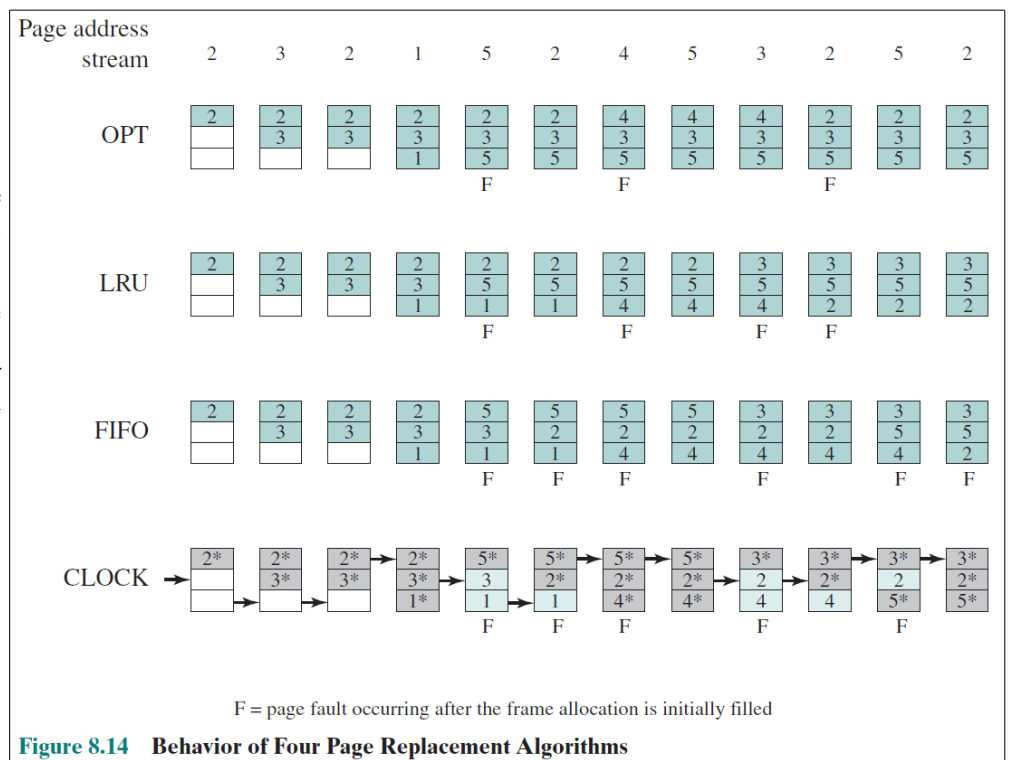 Page address
stream 2 3 2 1 5 2 4 5 3 2 5 2
OPT
2 2 2 2 2 2 4 4 4 2 2 2
3 3 3 3 3 3 3 3 3 3 3
1 5 5 5 5 5 5 5 5
F F F
LRU
2 2 2 2 2 2 2 2 3 3 3 3
3 3 3 5 5 5 5 5 5 5 5
1 1 1 4 4 4 2 2 2
F F F F
FIFO
2 2 2 2 5 5 5 5 3 3 3 3
3 3 3 3 2 2 2 2 2 5 5
1 1 1 4 4 4 4 4 2
F F F F F F
CLOCK
2* 2* 2* 2* 5* 5* 5* 5* 3* 3* 3* 3*
3* 3* 3* 3 2* 2* 2* 2 2* 2 2*
1* 1 1 4* 4* 4 4 5* 5*
F F F F F
F = page fault occurring after the frame allocation is initially filled
Figure 8.14 Behavior of Four Page Replacement Algorithms